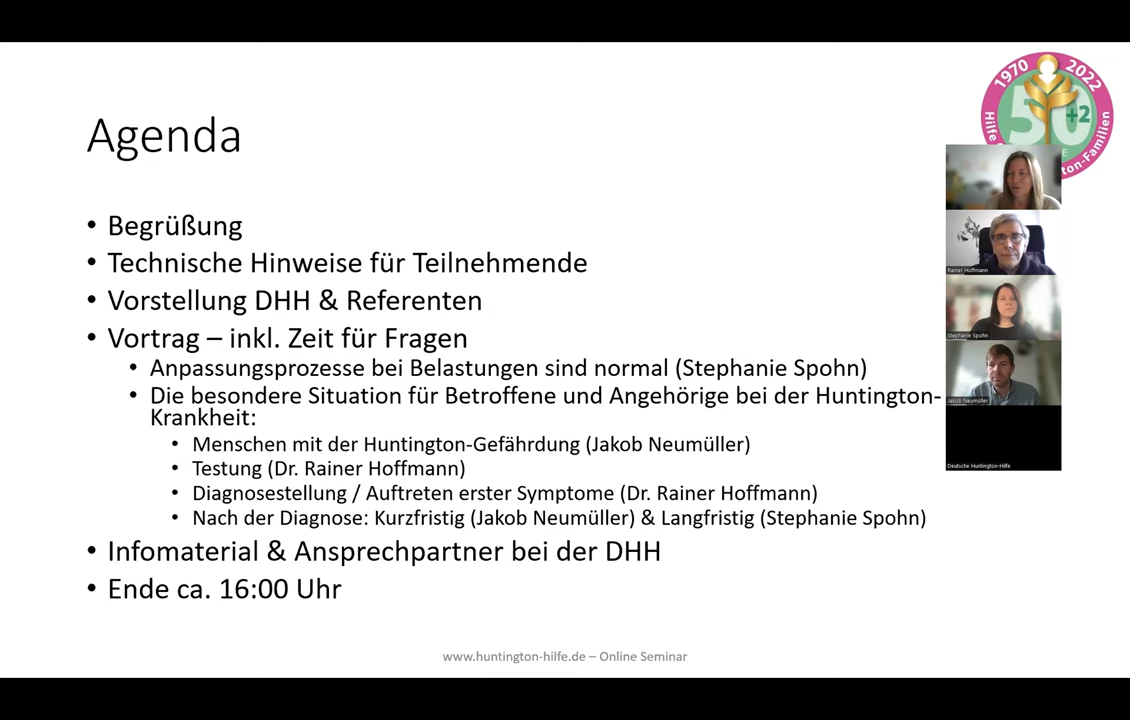 1970 2022
50
+2
Hilfe
ton-Familien
E
Agenda
• Begrüßung
• Technische Hinweise für Teilnehmende
• Vorstellung DHH & Referenten
• Vortrag – inkl. Zeit für Fragen
• Anpassungsprozesse bei Belastungen sind normal (Stephanie Spohn)
• Die besondere Situation für Betroffene und Angehörige bei der Huntington-
Krankheit:
• Menschen mit der Huntington-Gefährdung (Jakob Neumüller)
• Testung (Dr. Rainer Hoffmann)
• Diagnosestellung / Auftreten erster Symptome (Dr. Rainer Hoffmann)
• Nach der Diagnose: Kurzfristig (Jakob Neumüller) & Langfristig (Stephanie Spohn)
• Infomaterial & Ansprechpartner bei der DHH
• Ende ca. 16:00 Uhr
Rainer Hoffmann
Stephanie Spohn
Jakob Neumüller
Deutsche Huntington-Hilfe
www.huntington-hilfe.de – Online Seminar